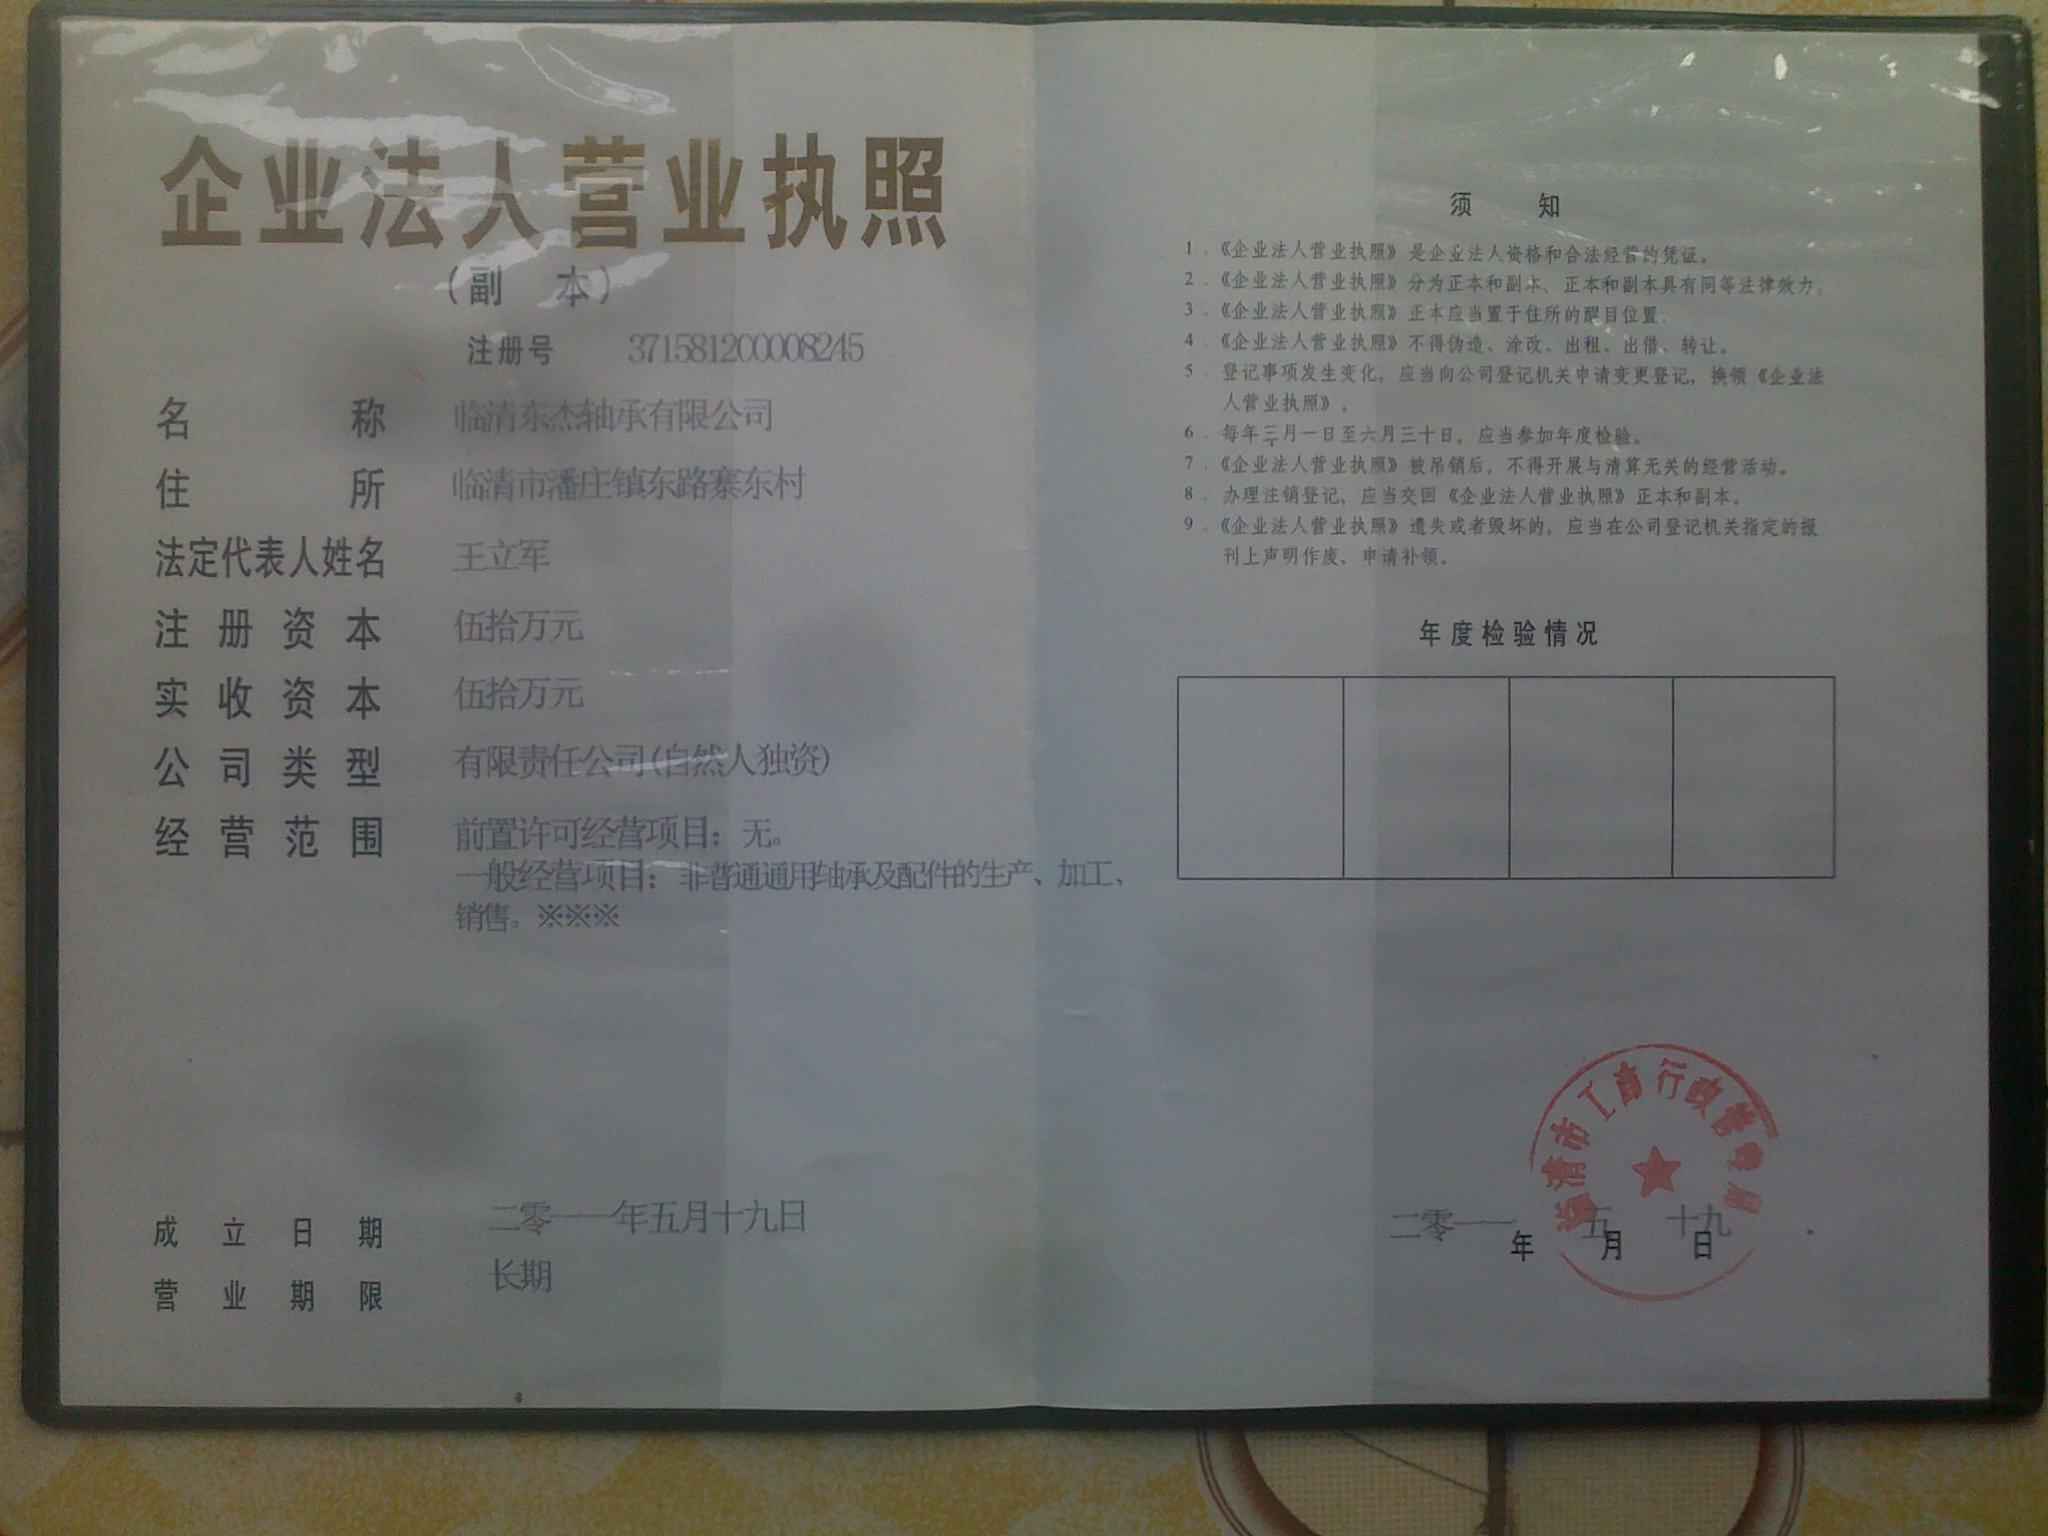 企业法人营业执照
（副 本）
注册号 371581200008245
名称 临清东杰轴承有限公司
住所 临清市潘庄镇东路寨东村
法定代表人姓名 王立军
注册资本 伍拾万元
实收资本 伍拾万元
公司类型 有限责任公司(自然人独资)
经营范围 前置许可经营项目：无。
一般经营项目：非普通通用轴承及配件的生产、加工、
销售。※※※
成立日期 二零一一年五月十九日
营业期限 长期
须 知
1．《企业法人营业执照》是企业法人资格和合法经营的凭证。
2．《企业法人营业执照》分为正本和副本、正本和副本具有同等法律效力。
3．《企业法人营业执照》正本应当置于住所的醒目位置。
4．《企业法人营业执照》不得伪造、涂改、出租、出借、转让。
5．登记事项发生变化，应当向公司登记机关申请变更登记，换领《企业法
人营业执照》。
6．每年三月一日至六月三十日，应当参加年度检验。
7．《企业法人营业执照》被吊销后，不得开展与清算无关的经营活动。
8．办理注销登记，应当交回《企业法人营业执照》正本和副本。
9．《企业法人营业执照》遗失或者毁坏的，应当在公司登记机关指定的报
刊上声明作废、申请补领。
年度检验情况
临清市工商行政管理局
二零一一年五月十九日